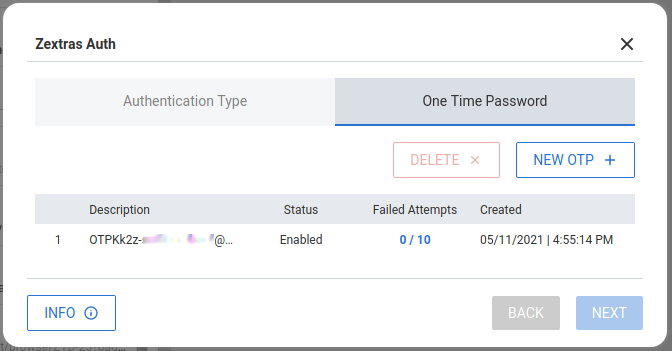 Zextras Auth
Authentication Type
One Time Password
DELETE
NEW OTP
Description Status Failed Attempts Created
1 OTPKk2z- @... Enabled 0 / 10 05/11/2021 | 4:55:14 PM
INFO
BACK
NEXT